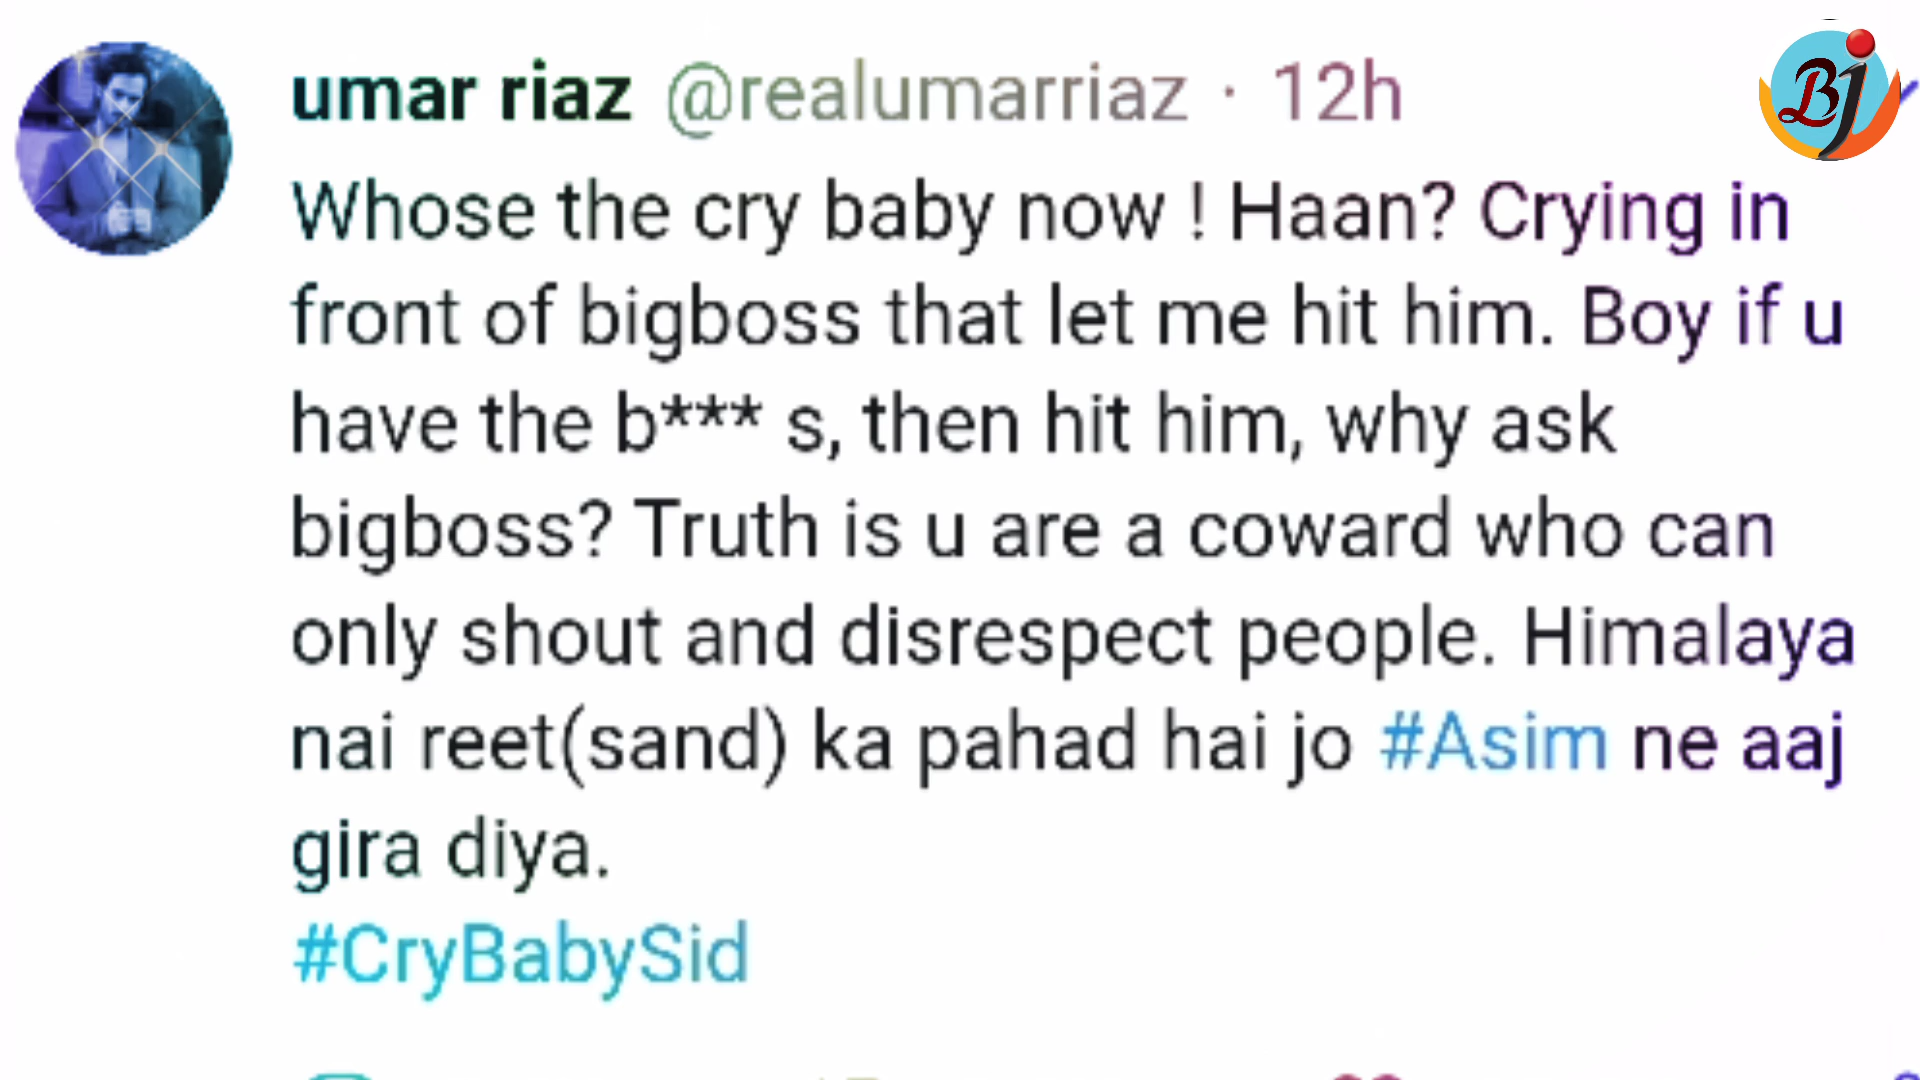 umar riaz @realumarriaz · 12h
Whose the cry baby now ! Haan? Crying in
front of bigboss that let me hit him. Boy if u
have the b*** s, then hit him, why ask
bigboss? Truth is u are a coward who can
only shout and disrespect people. Himalaya
nai reet(sand) ka pahad hai jo #Asim ne aaj
gira diya.
#CryBabySid
BJ